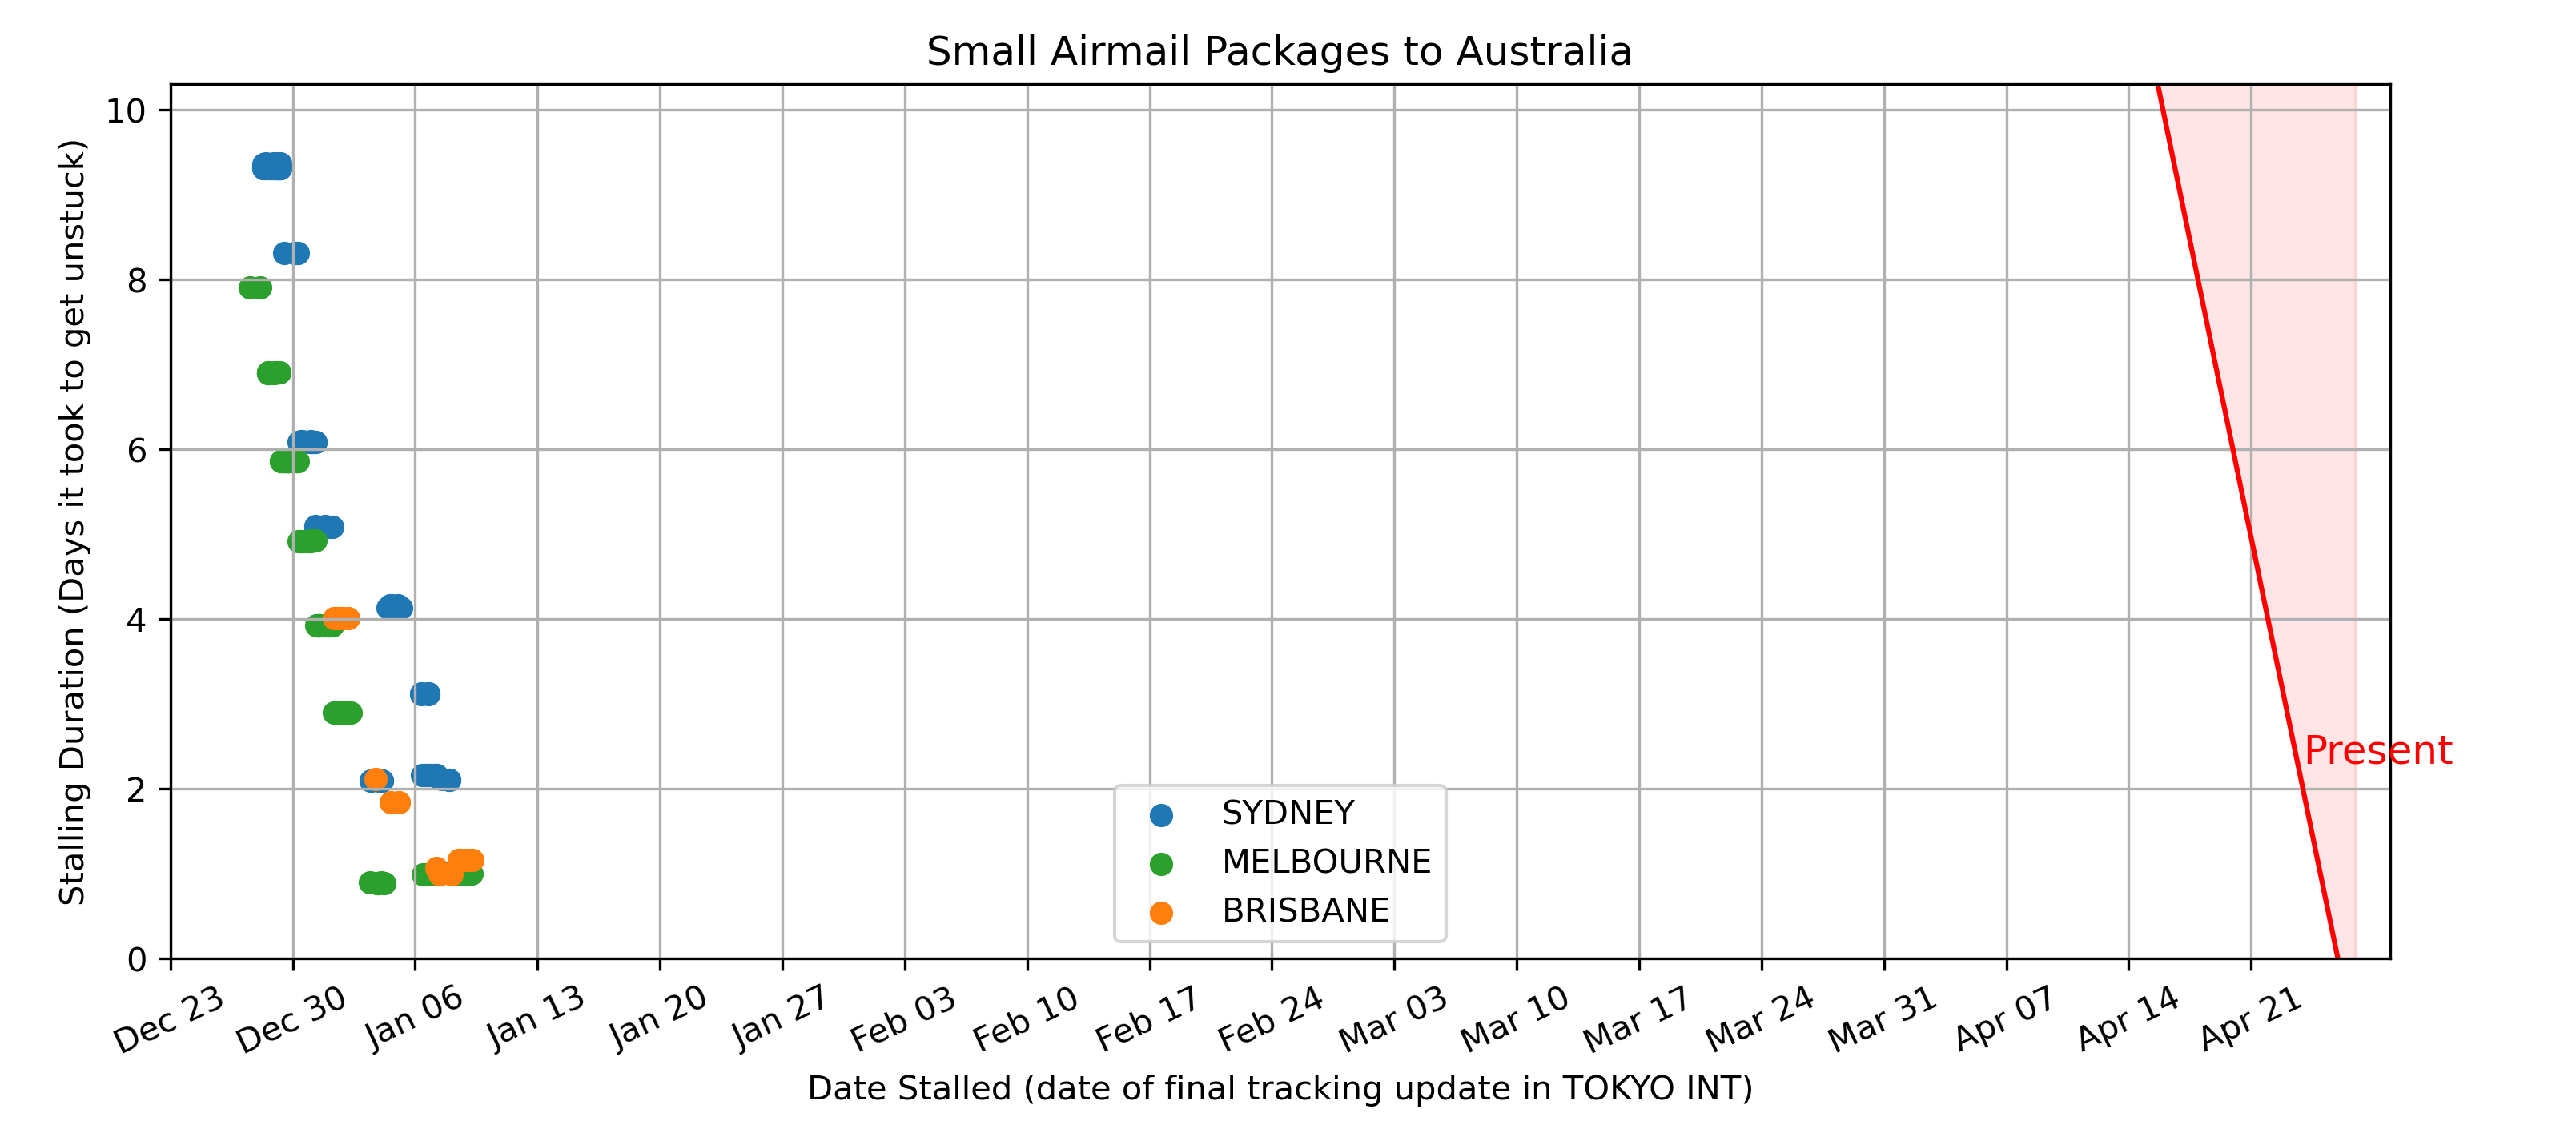 Small Airmail Packages to Australia
Stalling Duration (Days it took to get unstuck)
10
8
6
4
2
0
Present
SYDNEY
MELBOURNE
BRISBANE
Dec 23
Dec 30
Jan 06
Jan 13
Jan 20
Jan 27
Feb 03
Feb 10
Feb 17
Feb 24
Mar 03
Mar 10
Mar 17
Mar 24
Mar 31
Apr 07
Apr 14
Apr 21
Date Stalled (date of final tracking update in TOKYO INT)